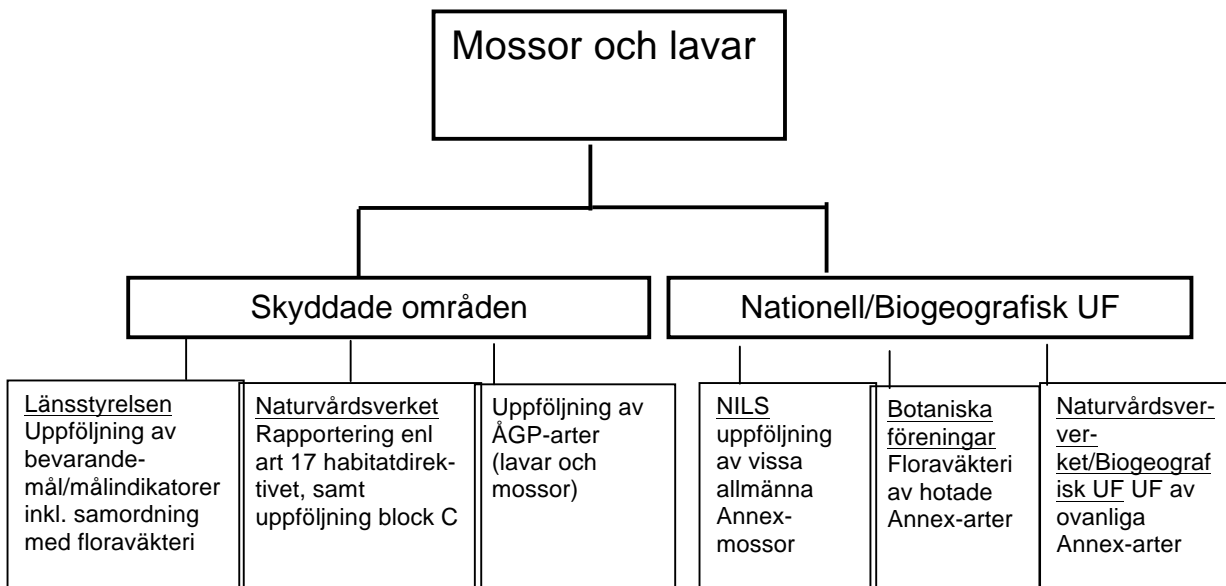 Mossor och lavar
Skyddade områden
Nationell/Biogeografisk UF
Länsstyrelsen
Uppföljning av
bevarande-
mål/målindikatorer
inkl. samordning
med floraväkteri
Naturvårdsverket
Rapportering enl
art 17 habitatdirek-
tivet, samt
uppföljning block C
Uppföljning av
ÅGP-arter
(lavar och
mossor)
NILS
uppföljning
av vissa
allmänna
Annex-
mossor
Botaniska
föreningar
Floraväkteri
av hotade
Annex-arter
Naturvårdsver-
ver-
ket/Biogeograf
isk UF UF av
ovanliga
Annex-arter